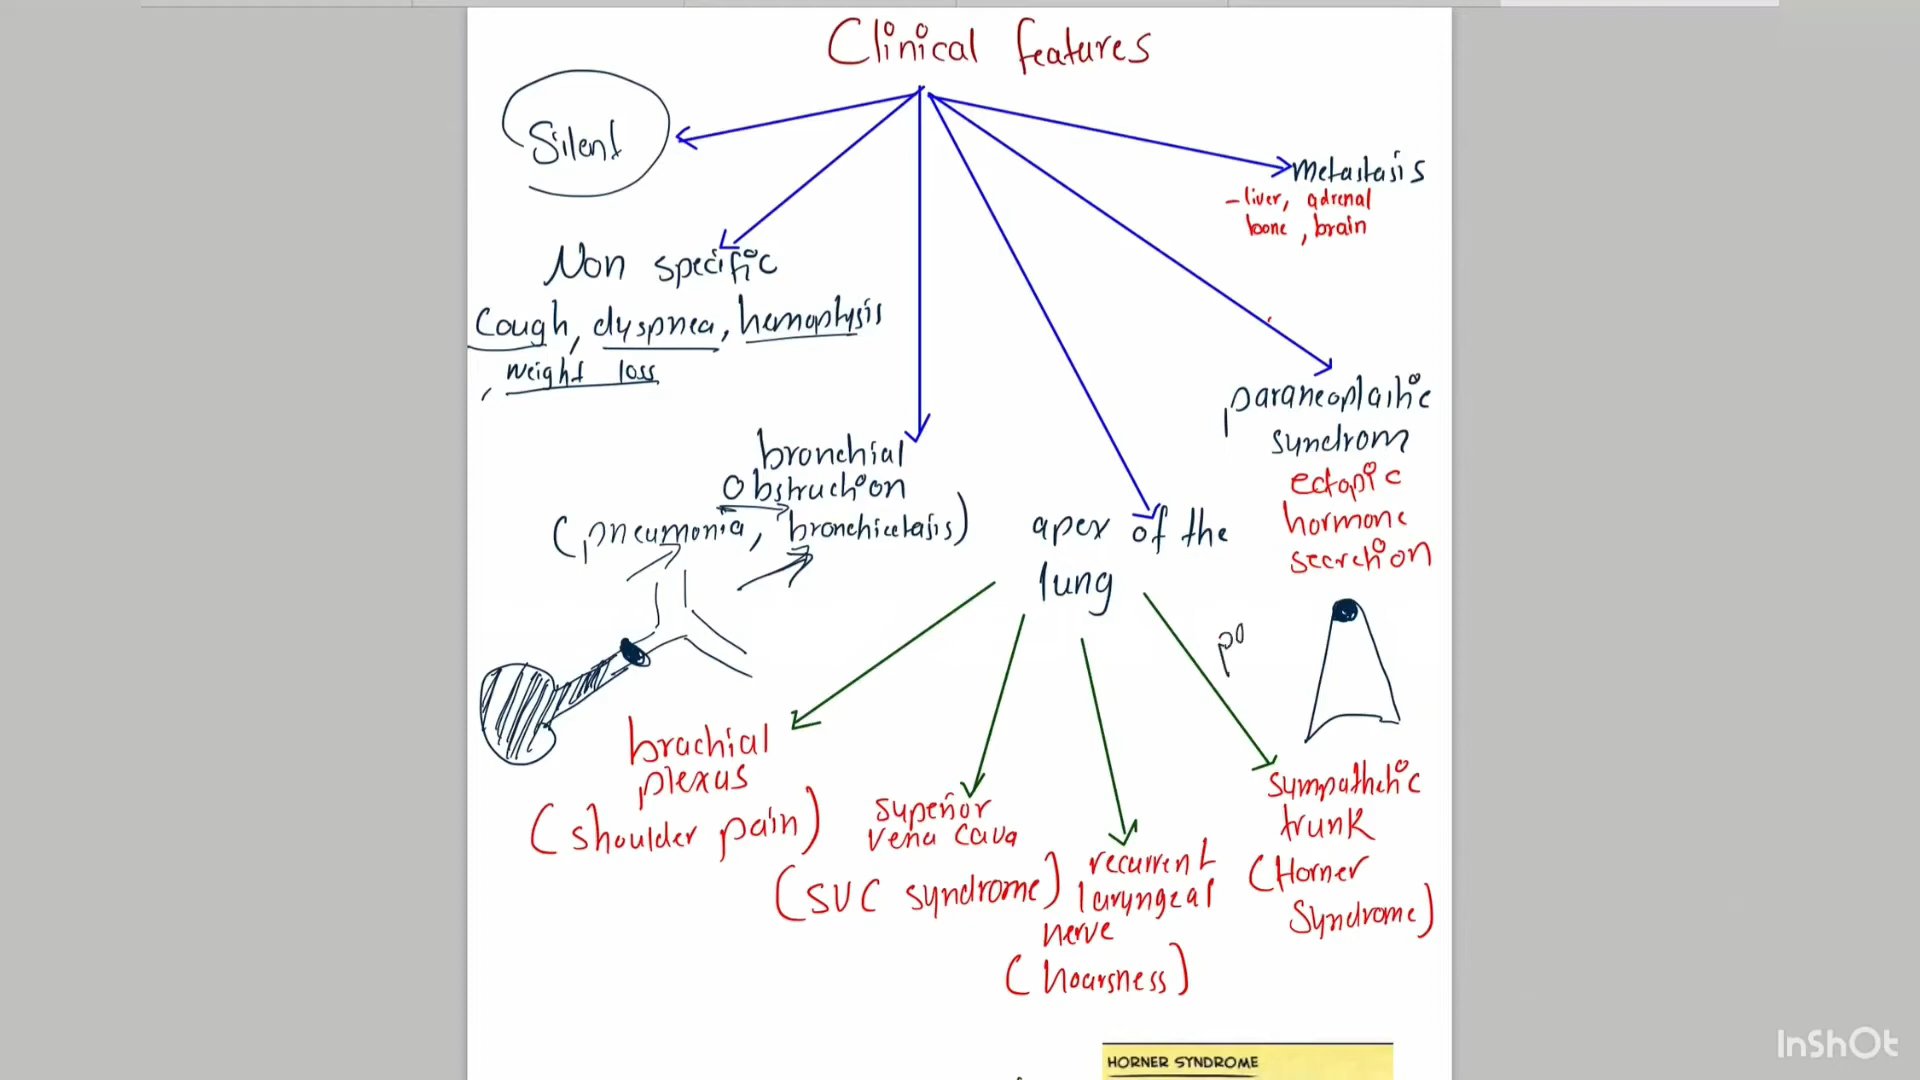 Clinical features
Silent
metastasis
- liver, adrenal
bone, brain
Non specific
Cough, dyspnea, hemoptysis
, weight loss
bronchial
Obstruction
(pneumonia, bronchicetasis)
apex of the
lung
paraneoplastic
syndrom
ectopic
hormone
secretion
brachial
plexus
(shoulder pain)
superior
vena cava
(SVC syndrome)
recurrent
laryngeal
nerve
(hoarsness)
sympathetic
trunk
(Horner
Syndrome)
HORNER SYNDROME
InShOt